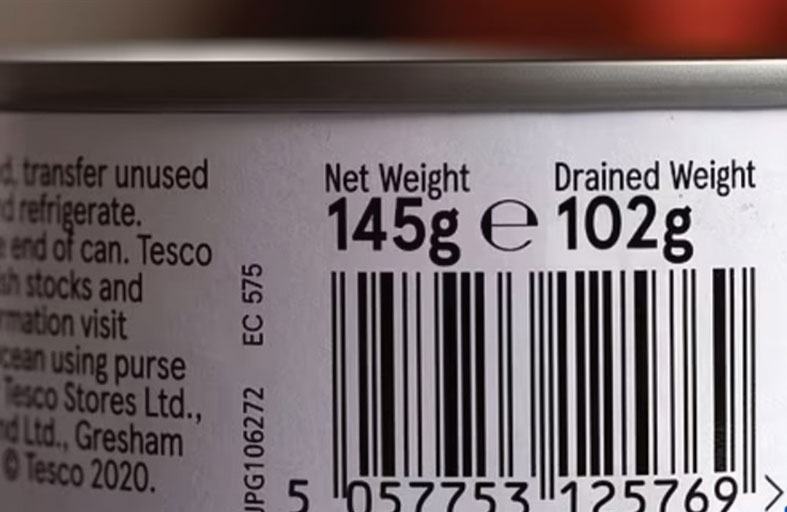 transfer unused
refrigerate.
end of can. Tesco
stocks and
visit
using purse
Tesco Stores Ltd.,
Ltd., Gresham
© Tesco 2020.
JPG106272 EC 575
Net Weight
145g ℮
Drained Weight
102g
5 057753 125769 >